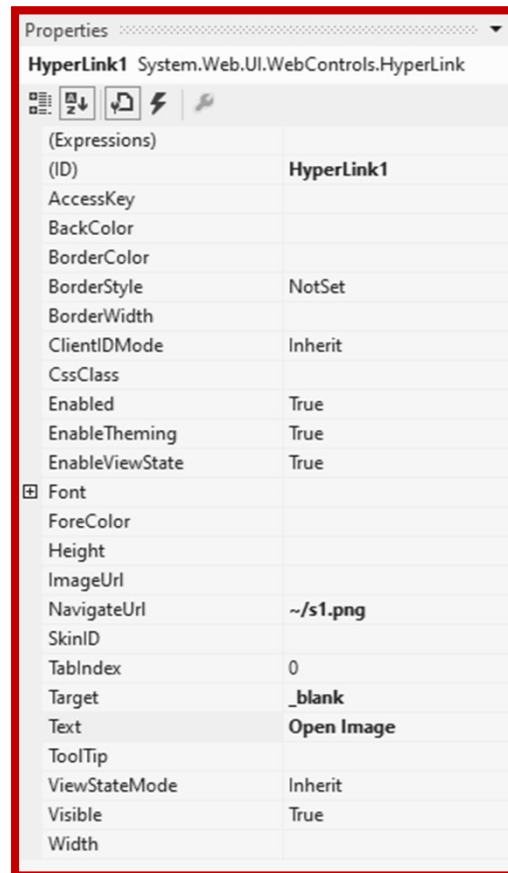 Properties
HyperLink1 System.Web.UI.WebControls.HyperLink
(Expressions)
(ID) HyperLink1
AccessKey
BackColor
BorderColor
BorderStyle NotSet
BorderWidth
ClientIDMode Inherit
CssClass
Enabled True
EnableTheming True
EnableViewState True
Font
ForeColor
Height
ImageUrl
NavigateUrl ~/s1.png
SkinID
TabIndex 0
Target _blank
Text Open Image
ToolTip
ViewStateMode Inherit
Visible True
Width